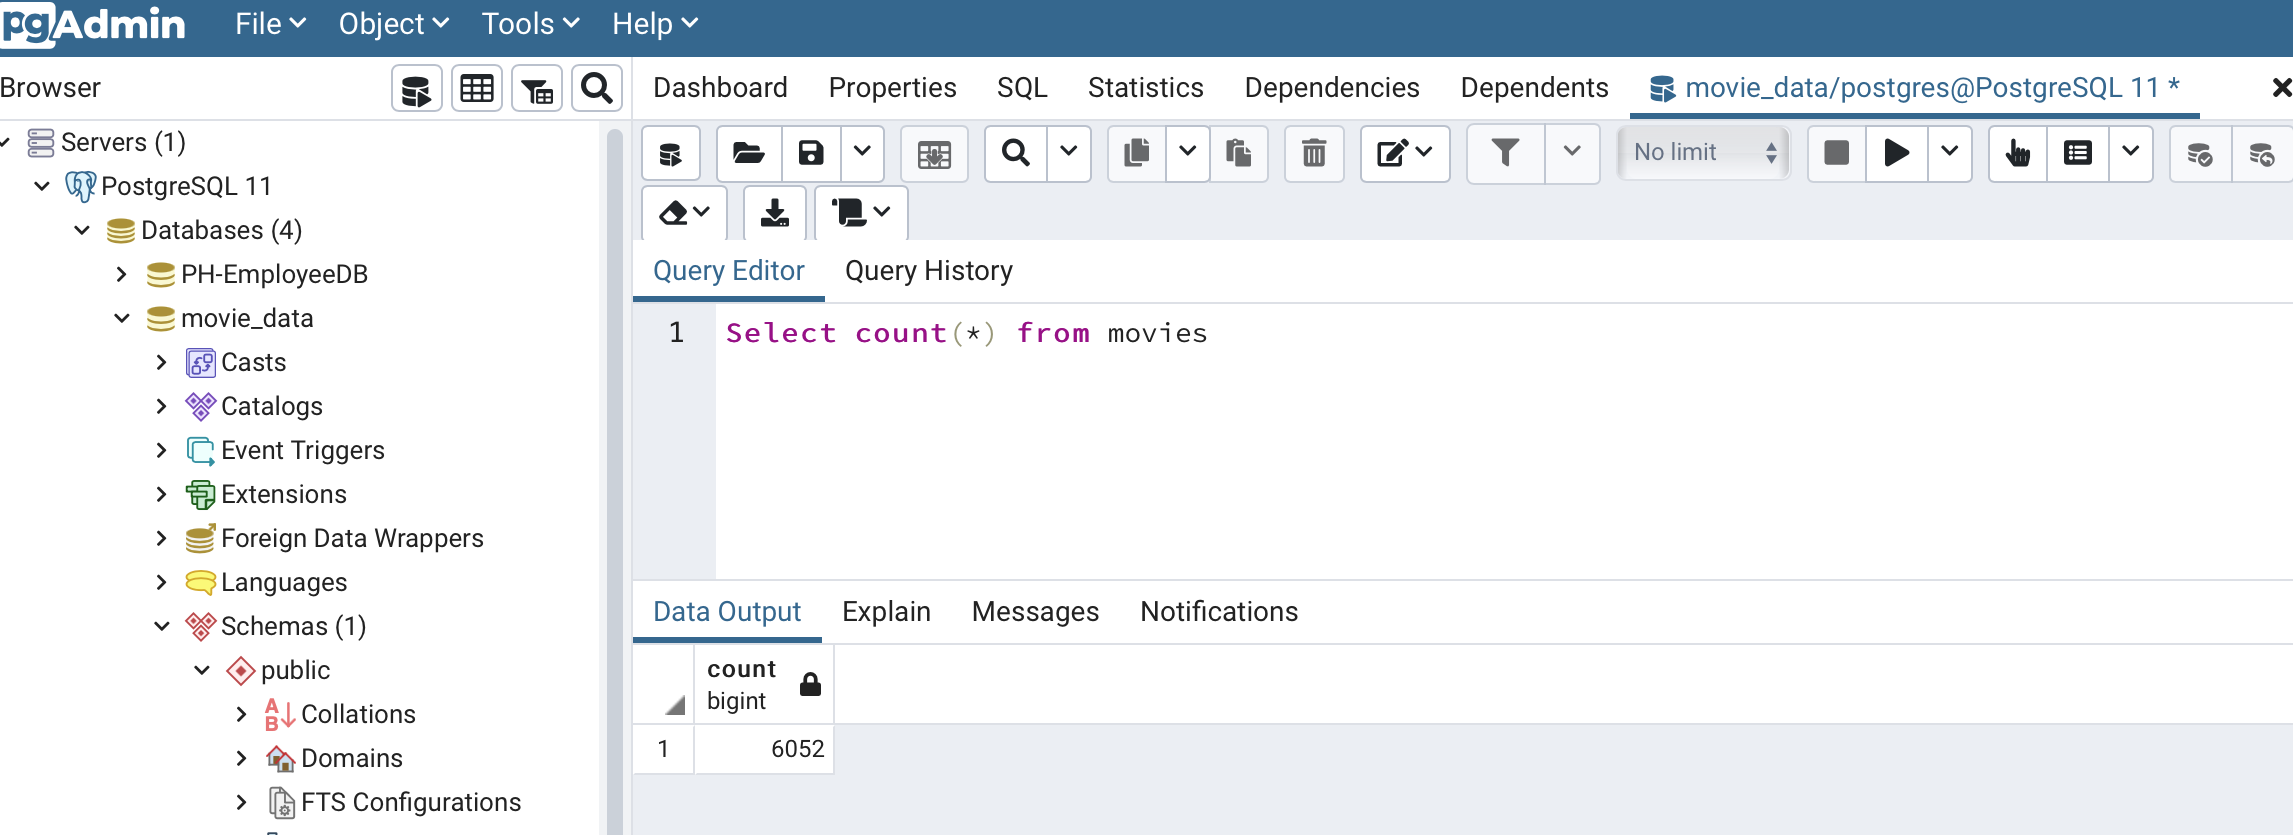 pgAdmin File Object Tools Help
Browser
Dashboard Properties SQL Statistics Dependencies Dependents movie_data/postgres@PostgreSQL 11 *
Servers (1)
PostgreSQL 11
Databases (4)
PH-EmployeeDB
movie_data
Casts
Catalogs
Event Triggers
Extensions
Foreign Data Wrappers
Languages
Schemas (1)
public
Collations
Domains
FTS Configurations
No limit
Query Editor Query History
1 Select count(*) from movies
Data Output Explain Messages Notifications
count
bigint
1 6052